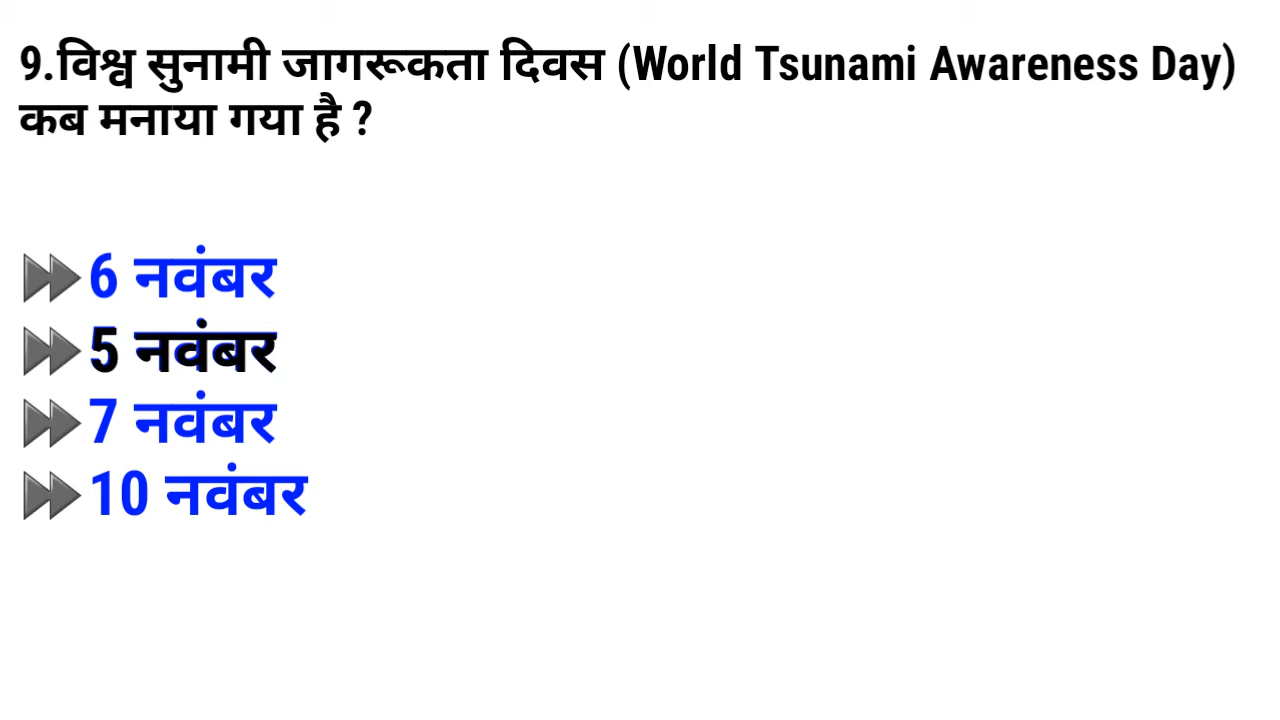 9.विश्व सुनामी जागरूकता दिवस (World Tsunami Awareness Day)
कब मनाया गया है ?
⏩6 नवंबर
⏩5 नवंबर
⏩7 नवंबर
⏩10 नवंबर